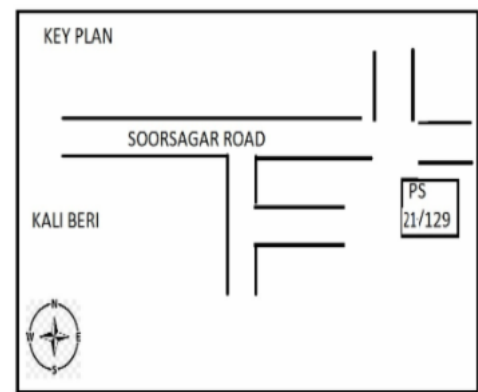 KEY PLAN
SOORSAGAR ROAD
PS
21/129
KALI BERI
N
W E
S